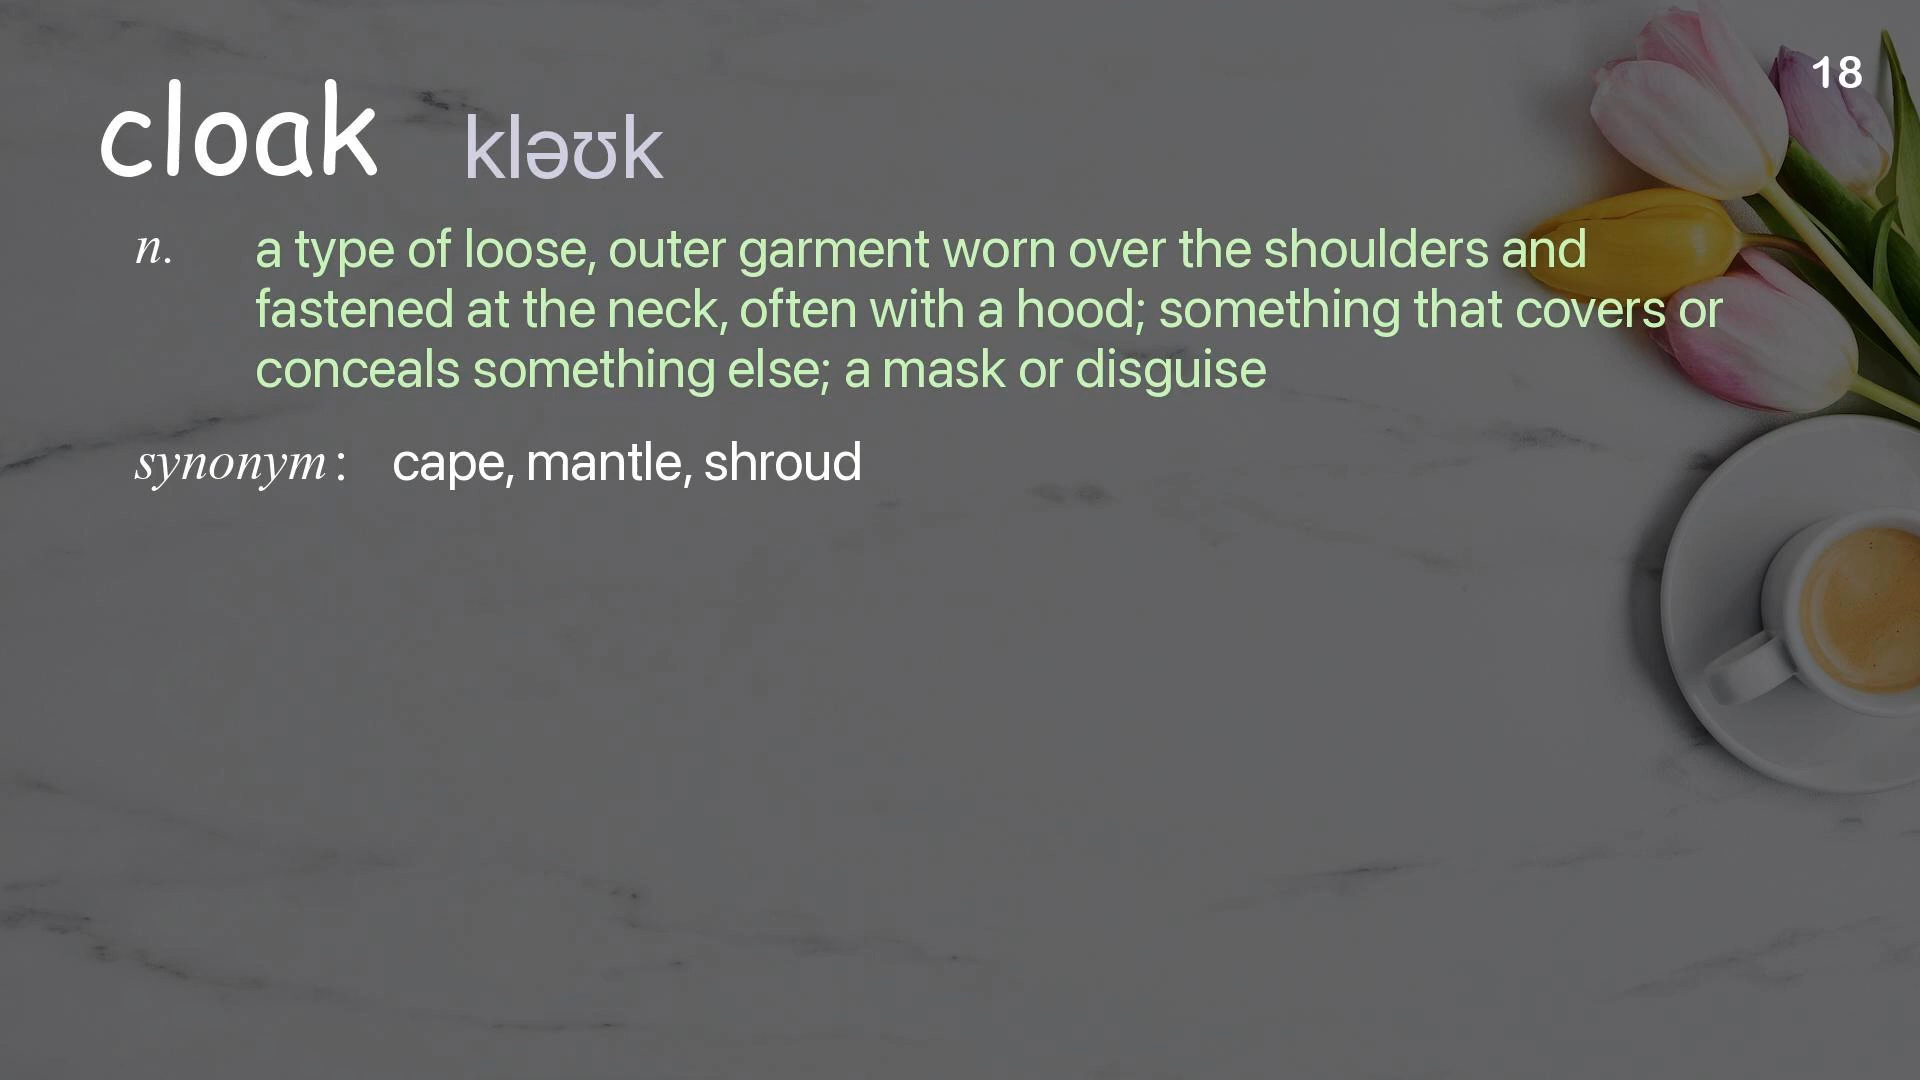 18
cloak kləʊk
n. a type of loose, outer garment worn over the shoulders and
fastened at the neck, often with a hood; something that covers or
conceals something else; a mask or disguise
synonym: cape, mantle, shroud